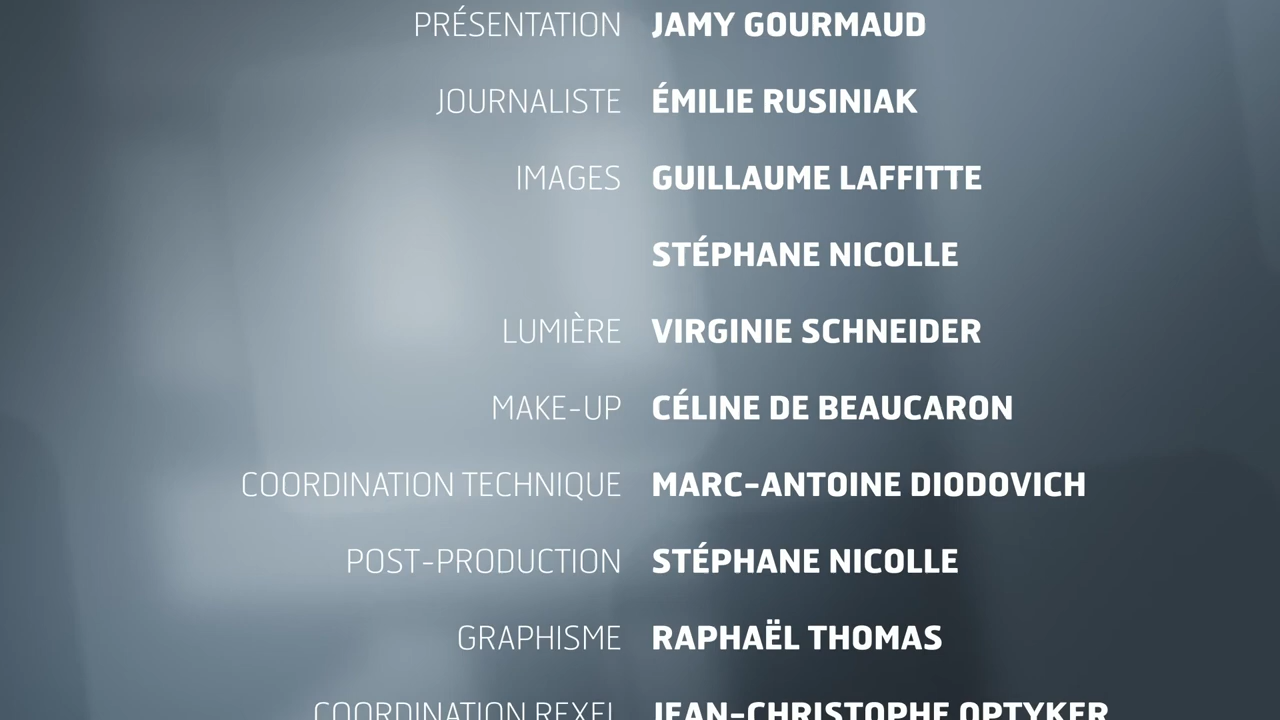 PRÉSENTATION JAMY GOURMAUD
JOURNALISTE ÉMILIE RUSINIAK
IMAGES GUILLAUME LAFFITTE
STÉPHANE NICOLLE
LUMIÈRE VIRGINIE SCHNEIDER
MAKE-UP CÉLINE DE BEAUCARON
COORDINATION TECHNIQUE MARC-ANTOINE DIODOVICH
POST-PRODUCTION STÉPHANE NICOLLE
GRAPHISME RAPHAËL THOMAS
COORDINATION REXEL JEAN-CHRISTOPHE OPTYKER